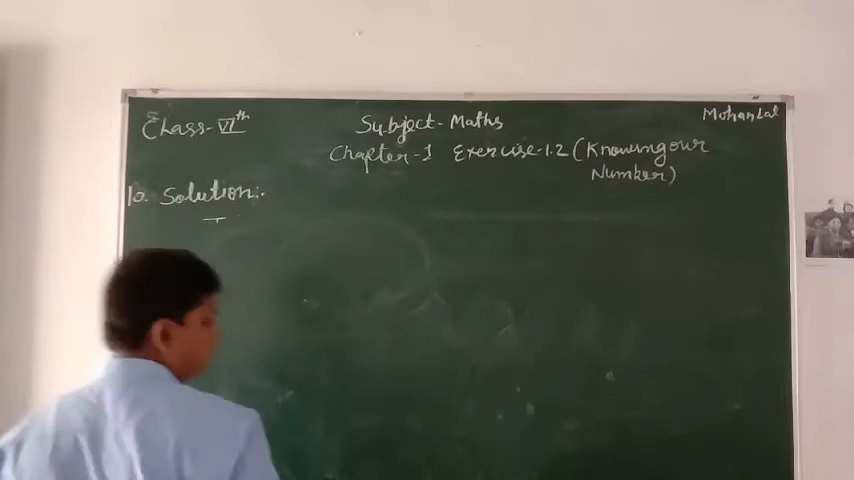 Class-VIth
Subject-Maths
MohanLal
Chapter-1 Exercise-1.2 (Knowing our
Number)
10. Solution:-